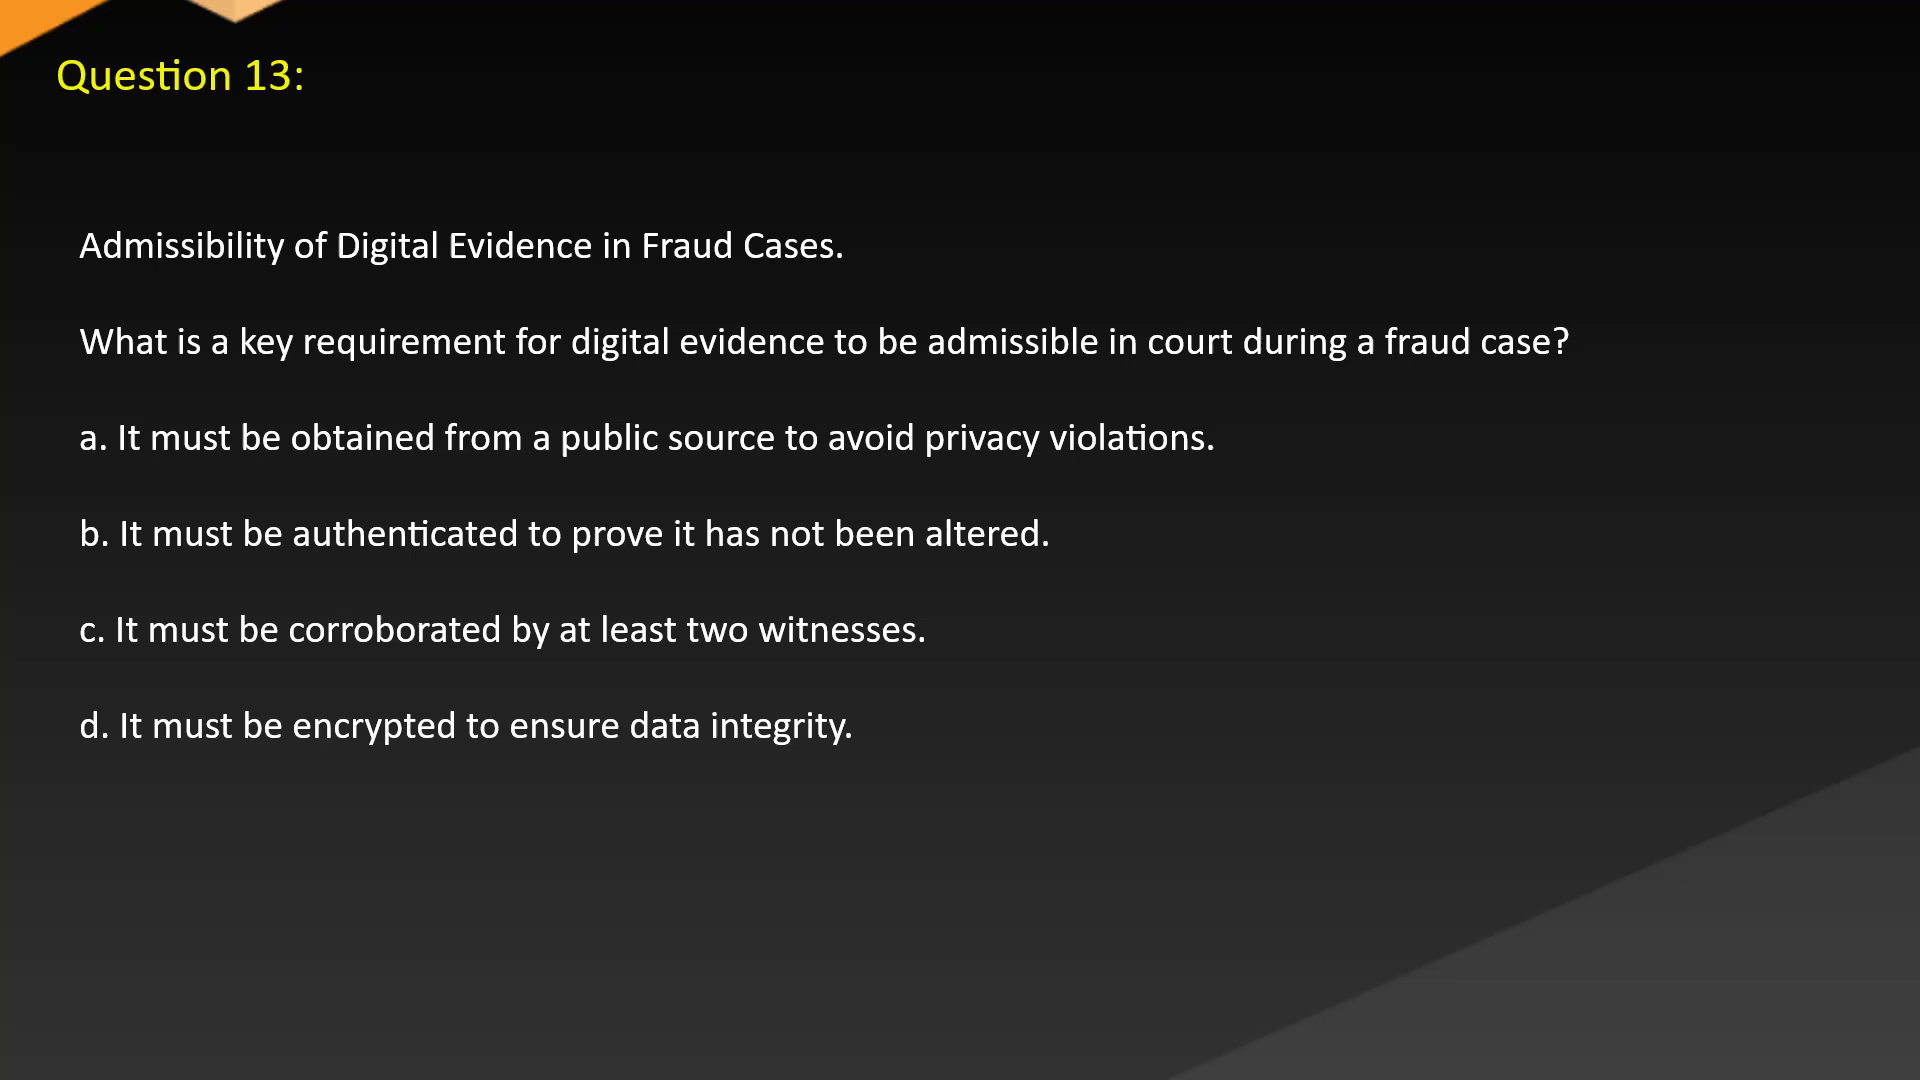 Question 13:
Admissibility of Digital Evidence in Fraud Cases.
What is a key requirement for digital evidence to be admissible in court during a fraud case?
a. It must be obtained from a public source to avoid privacy violations.
b. It must be authenticated to prove it has not been altered.
c. It must be corroborated by at least two witnesses.
d. It must be encrypted to ensure data integrity.